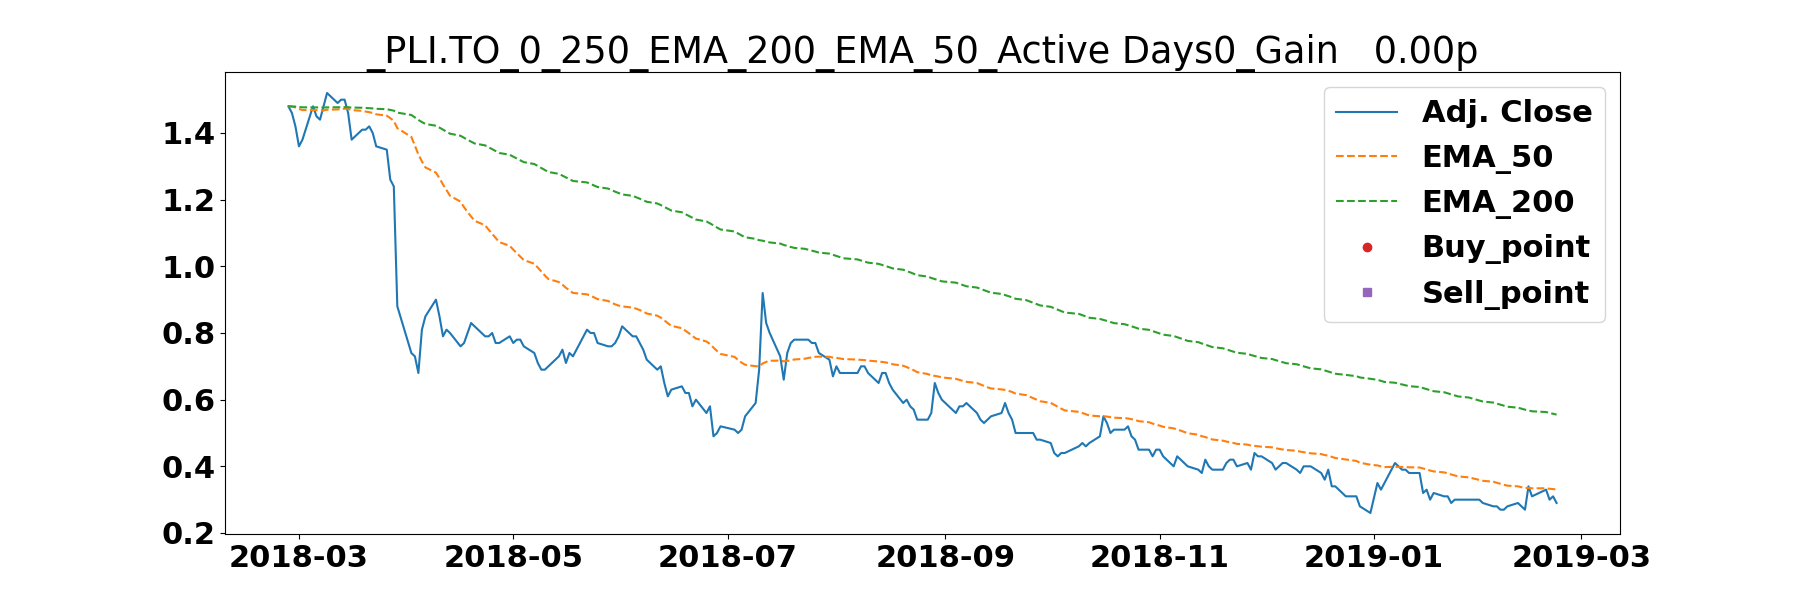 _PLI.TO_0_250_EMA_200_EMA_50_Active Days0_Gain   0.00p
Adj. Close
EMA_50
EMA_200
Buy_point
Sell_point
1.4
1.2
1.0
0.8
0.6
0.4
0.2
2018-03 2018-05 2018-07 2018-09 2018-11 2019-01 2019-03